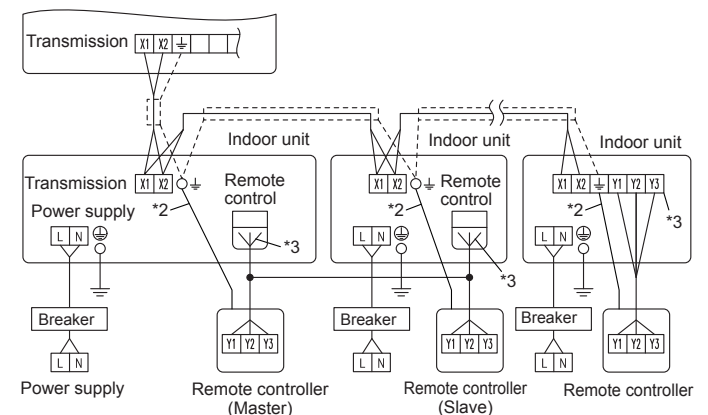 Transmission X1 X2
Indoor unit Indoor unit Indoor unit
Transmission X1 X2 Remote control X1 X2 Remote control X1 X2 Y1 Y2 Y3
*2 *2 *2 *3
Power supply
L N *3 L N *3 L N
Breaker Breaker Breaker
Y1 Y2 Y3 Y1 Y2 Y3 Y1 Y2 Y3
L N L N L N
Power supply Remote controller (Master) Remote controller (Slave) Remote controller